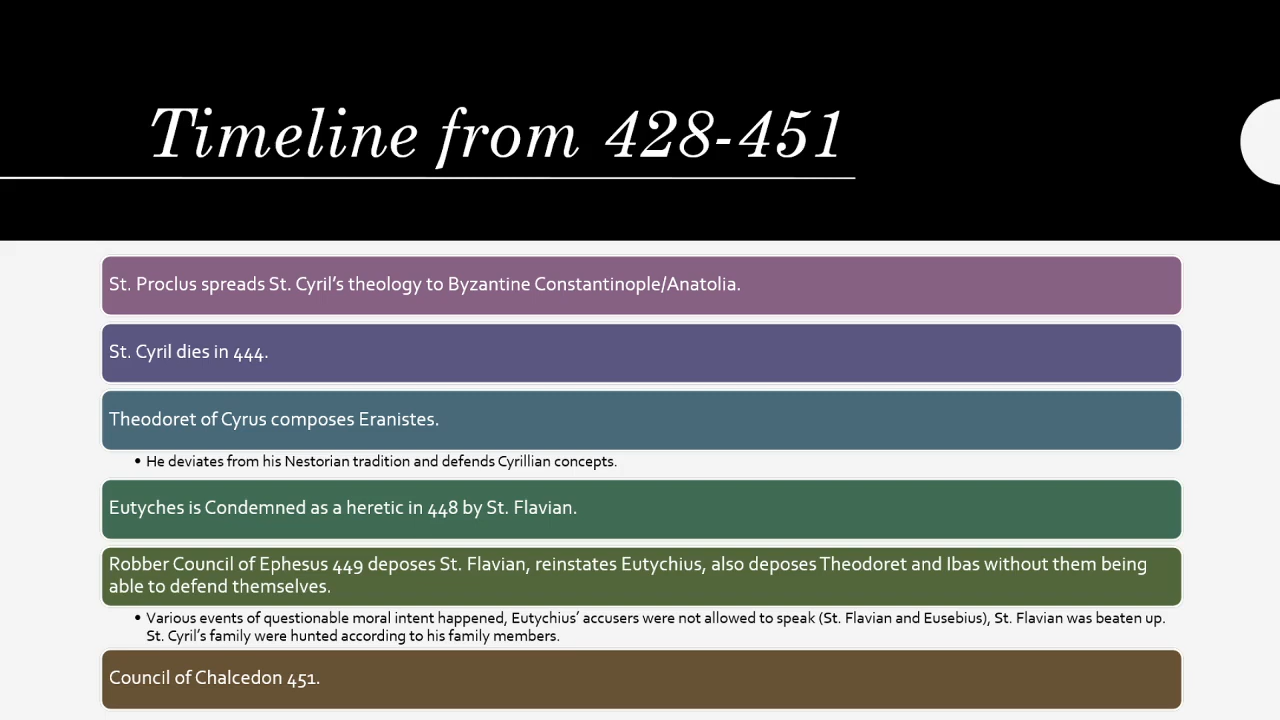 Timeline from 428-451
St. Proclus spreads St. Cyril's theology to Byzantine Constantinople/Anatolia.
St. Cyril dies in 444.
Theodoret of Cyrus composes Eranistes.
• He deviates from his Nestorian tradition and defends Cyrillian concepts.
Eutyches is Condemned as a heretic in 448 by St. Flavian.
Robber Council of Ephesus 449 deposes St. Flavian, reinstates Eutychius, also deposes Theodoret and Ibas without them being
able to defend themselves.
• Various events of questionable moral intent happened, Eutychius' accusers were not allowed to speak (St. Flavian and Eusebius), St. Flavian was beaten up.
St. Cyril's family were hunted according to his family members.
Council of Chalcedon 451.